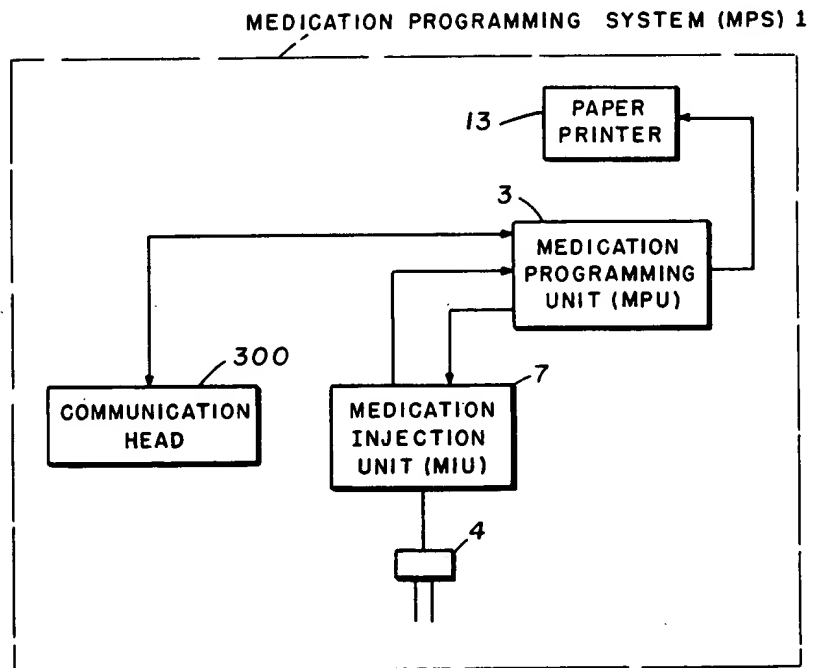 MEDICATION PROGRAMMING SYSTEM (MPS) 1
13
PAPER
PRINTER
3
MEDICATION
PROGRAMMING
UNIT (MPU)
300
COMMUNICATION
HEAD
7
MEDICATION
INJECTION
UNIT (MIU)
4